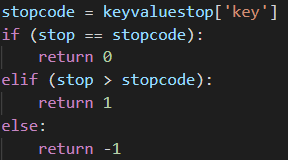 stopcode = keyvaluestop['key']
if (stop == stopcode):
    return 0
elif (stop > stopcode):
    return 1
else:
    return -1